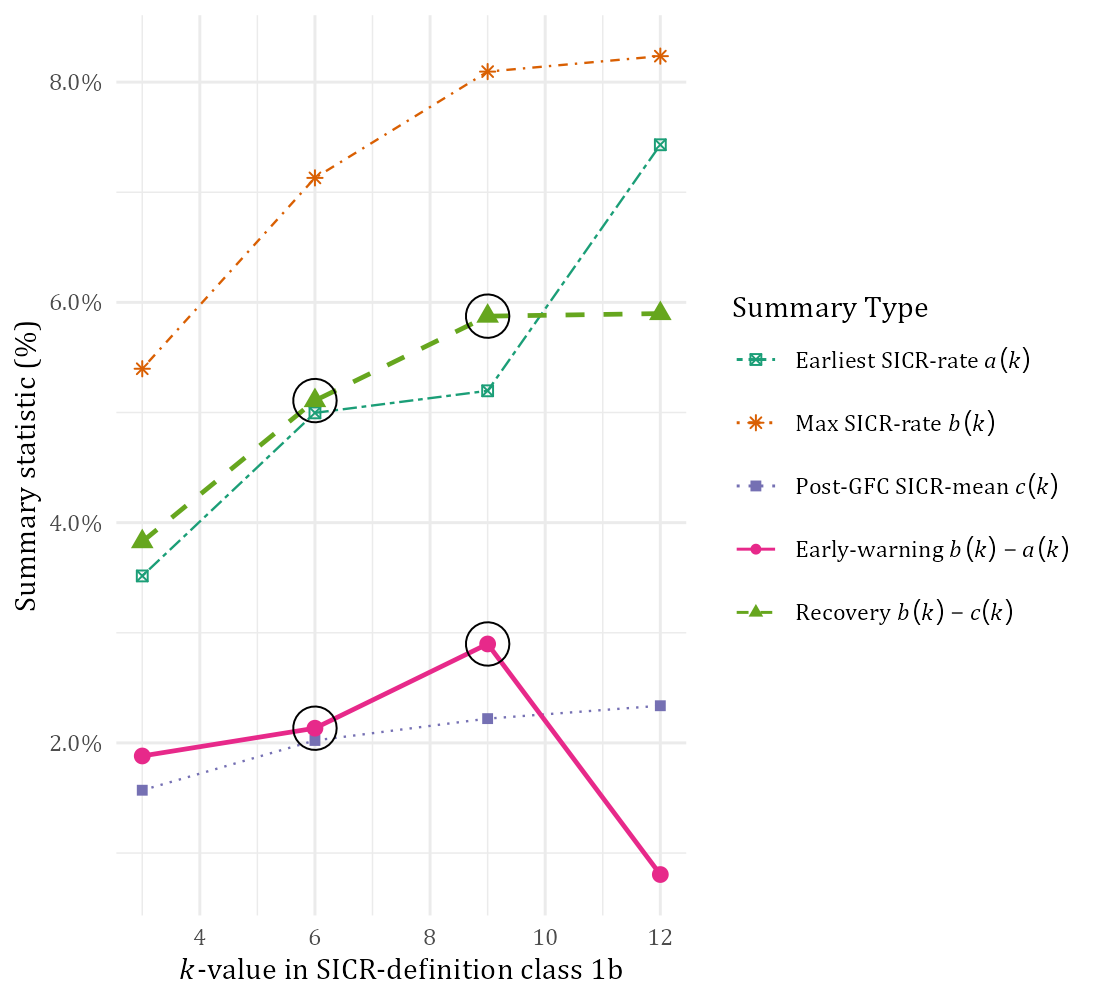 8.0%
6.0%
4.0%
2.0%
Summary statistic (%)
4 6 8 10 12
k-value in SICR-definition class 1b
Summary Type
Earliest SICR-rate a(k)
Max SICR-rate b(k)
Post-GFC SICR-mean c(k)
Early-warning b(k) − a(k)
Recovery b(k) − c(k)